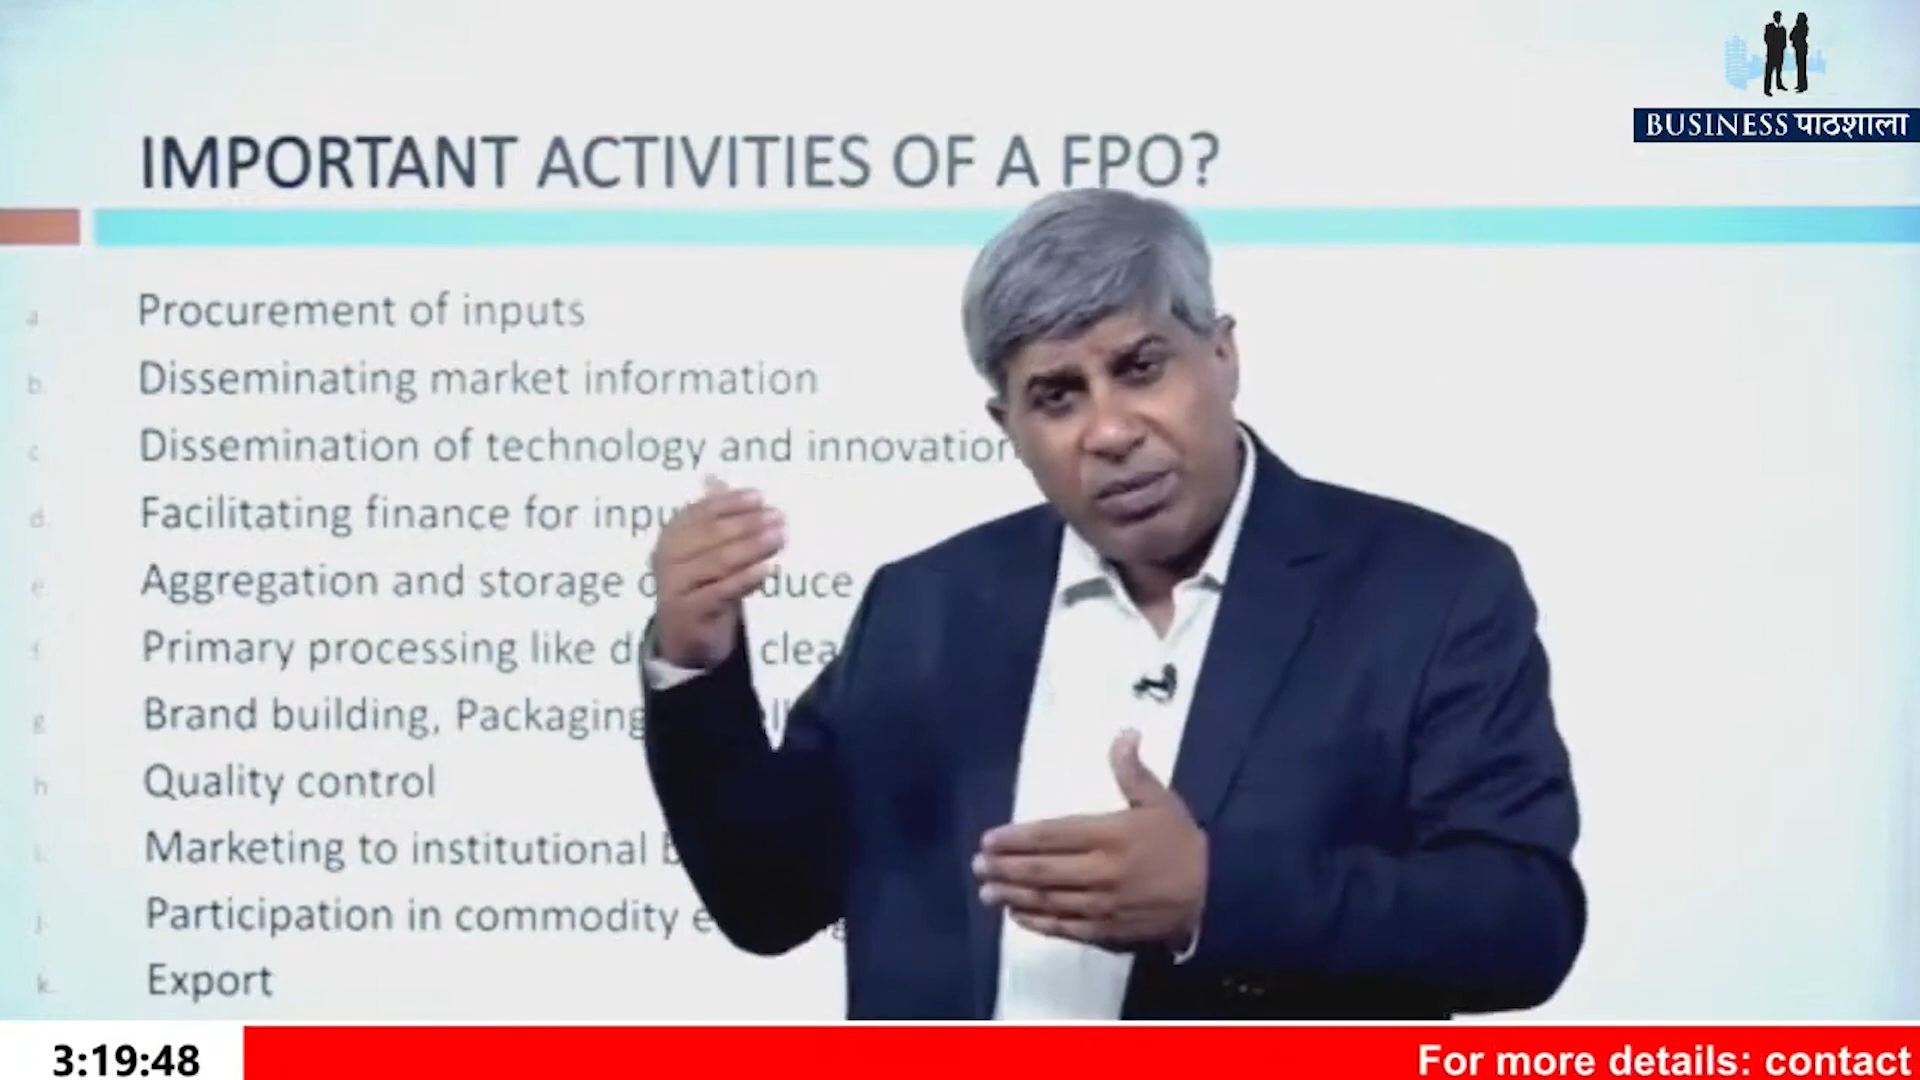 BUSINESS पाठशाला
IMPORTANT ACTIVITIES OF A FPO?
a. Procurement of inputs
b. Disseminating market information
c. Dissemination of technology and innovation
d. Facilitating finance for
e. Aggregation and storage
f. Primary processing like
g. Brand building, Packaging
h. Quality control
i. Marketing to institutional
j. Participation in commodity
k. Export
3:19:48
For more details: contact